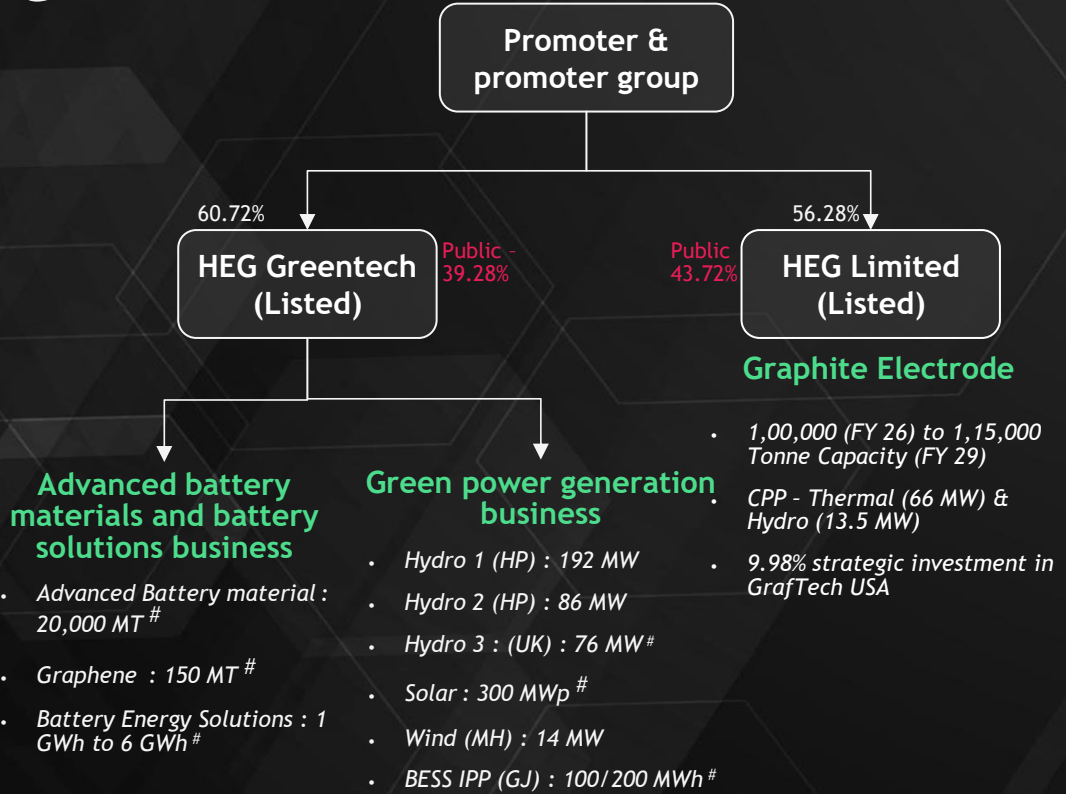 Promoter &
promoter group
60.72%
56.28%
HEG Greentech
(Listed)
Public –
39.28%
Public
43.72%
HEG Limited
(Listed)
Advanced battery
materials and battery
solutions business
• Advanced Battery material :
20,000 MT #
• Graphene : 150 MT #
• Battery Energy Solutions : 1
GWh to 6 GWh #
Green power generation
business
• Hydro 1 (HP) : 192 MW
• Hydro 2 (HP) : 86 MW
• Hydro 3 : (UK) : 76 MW #
• Solar : 300 MWp #
• Wind (MH) : 14 MW
• BESS IPP (GJ) : 100/200 MWh #
Graphite Electrode
• 1,00,000 (FY 26) to 1,15,000
Tonne Capacity (FY 29)
• CPP – Thermal (66 MW) &
Hydro (13.5 MW)
• 9.98% strategic investment in
GrafTech USA